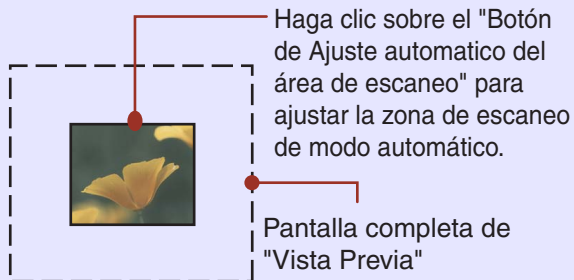 Haga clic sobre el "Botón
de Ajuste automatico del
área de escaneo" para
ajustar la zona de escaneo
de modo automático.
Pantalla completa de
"Vista Previa"